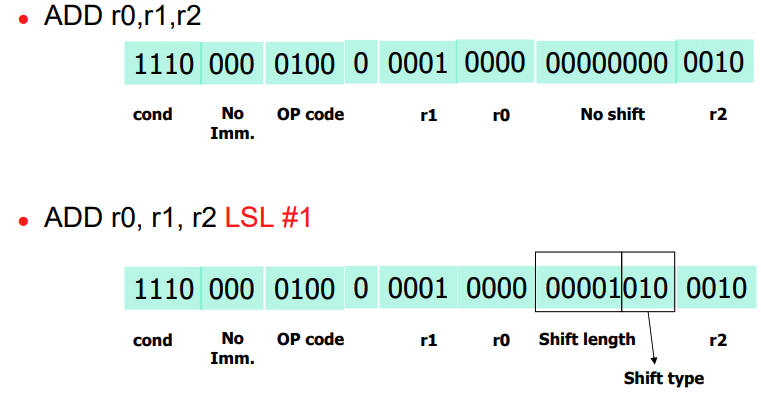 • ADD r0,r1,r2
1110 000 0100 0 0001 0000 00000000 0010
cond No Imm. OP code r1 r0 No shift r2
• ADD r0, r1, r2 LSL #1
1110 000 0100 0 0001 0000 00001010 0010
cond No Imm. OP code r1 r0 Shift length r2
Shift type